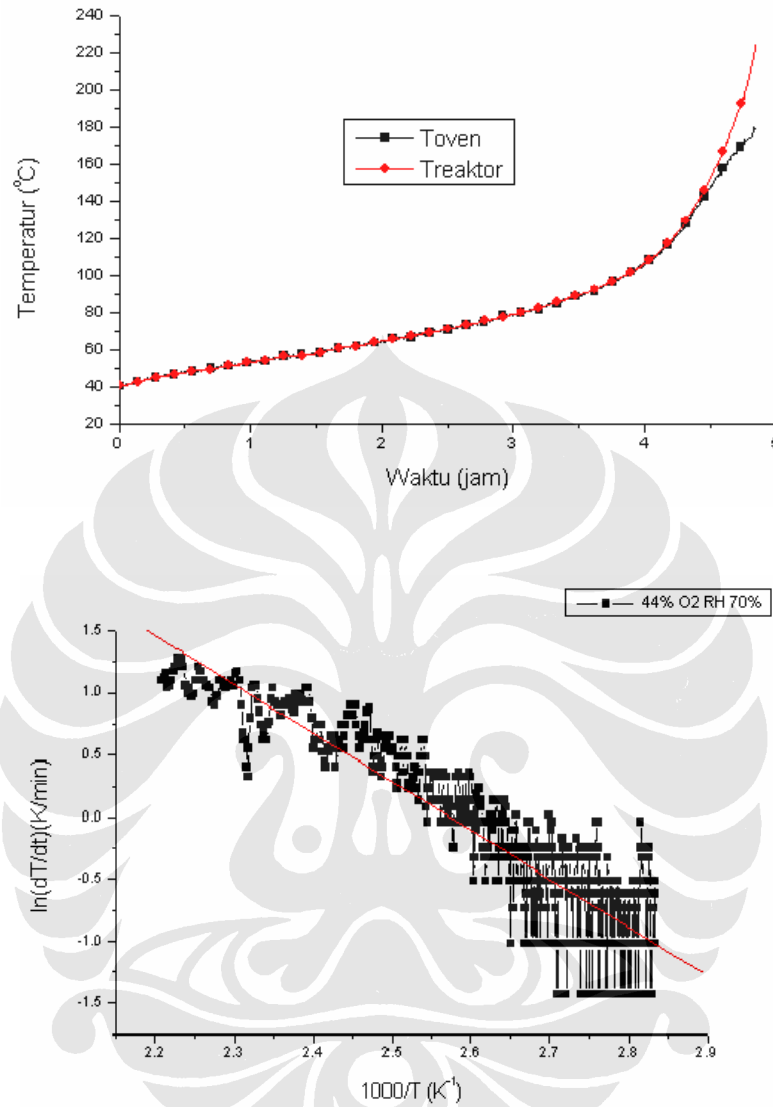 240
220
200
180
160
140
120
100
80
60
40
20
Temperatur (°C)
Toven
Treaktor
0 1 2 3 4 5
Waktu (jam)
44% O2 RH 70%
1.5
1.0
0.5
0.0
-0.5
-1.0
-1.5
ln(dT/dt)(K/min)
2.2 2.3 2.4 2.5 2.6 2.7 2.8 2.9
1000/T (K⁻¹)